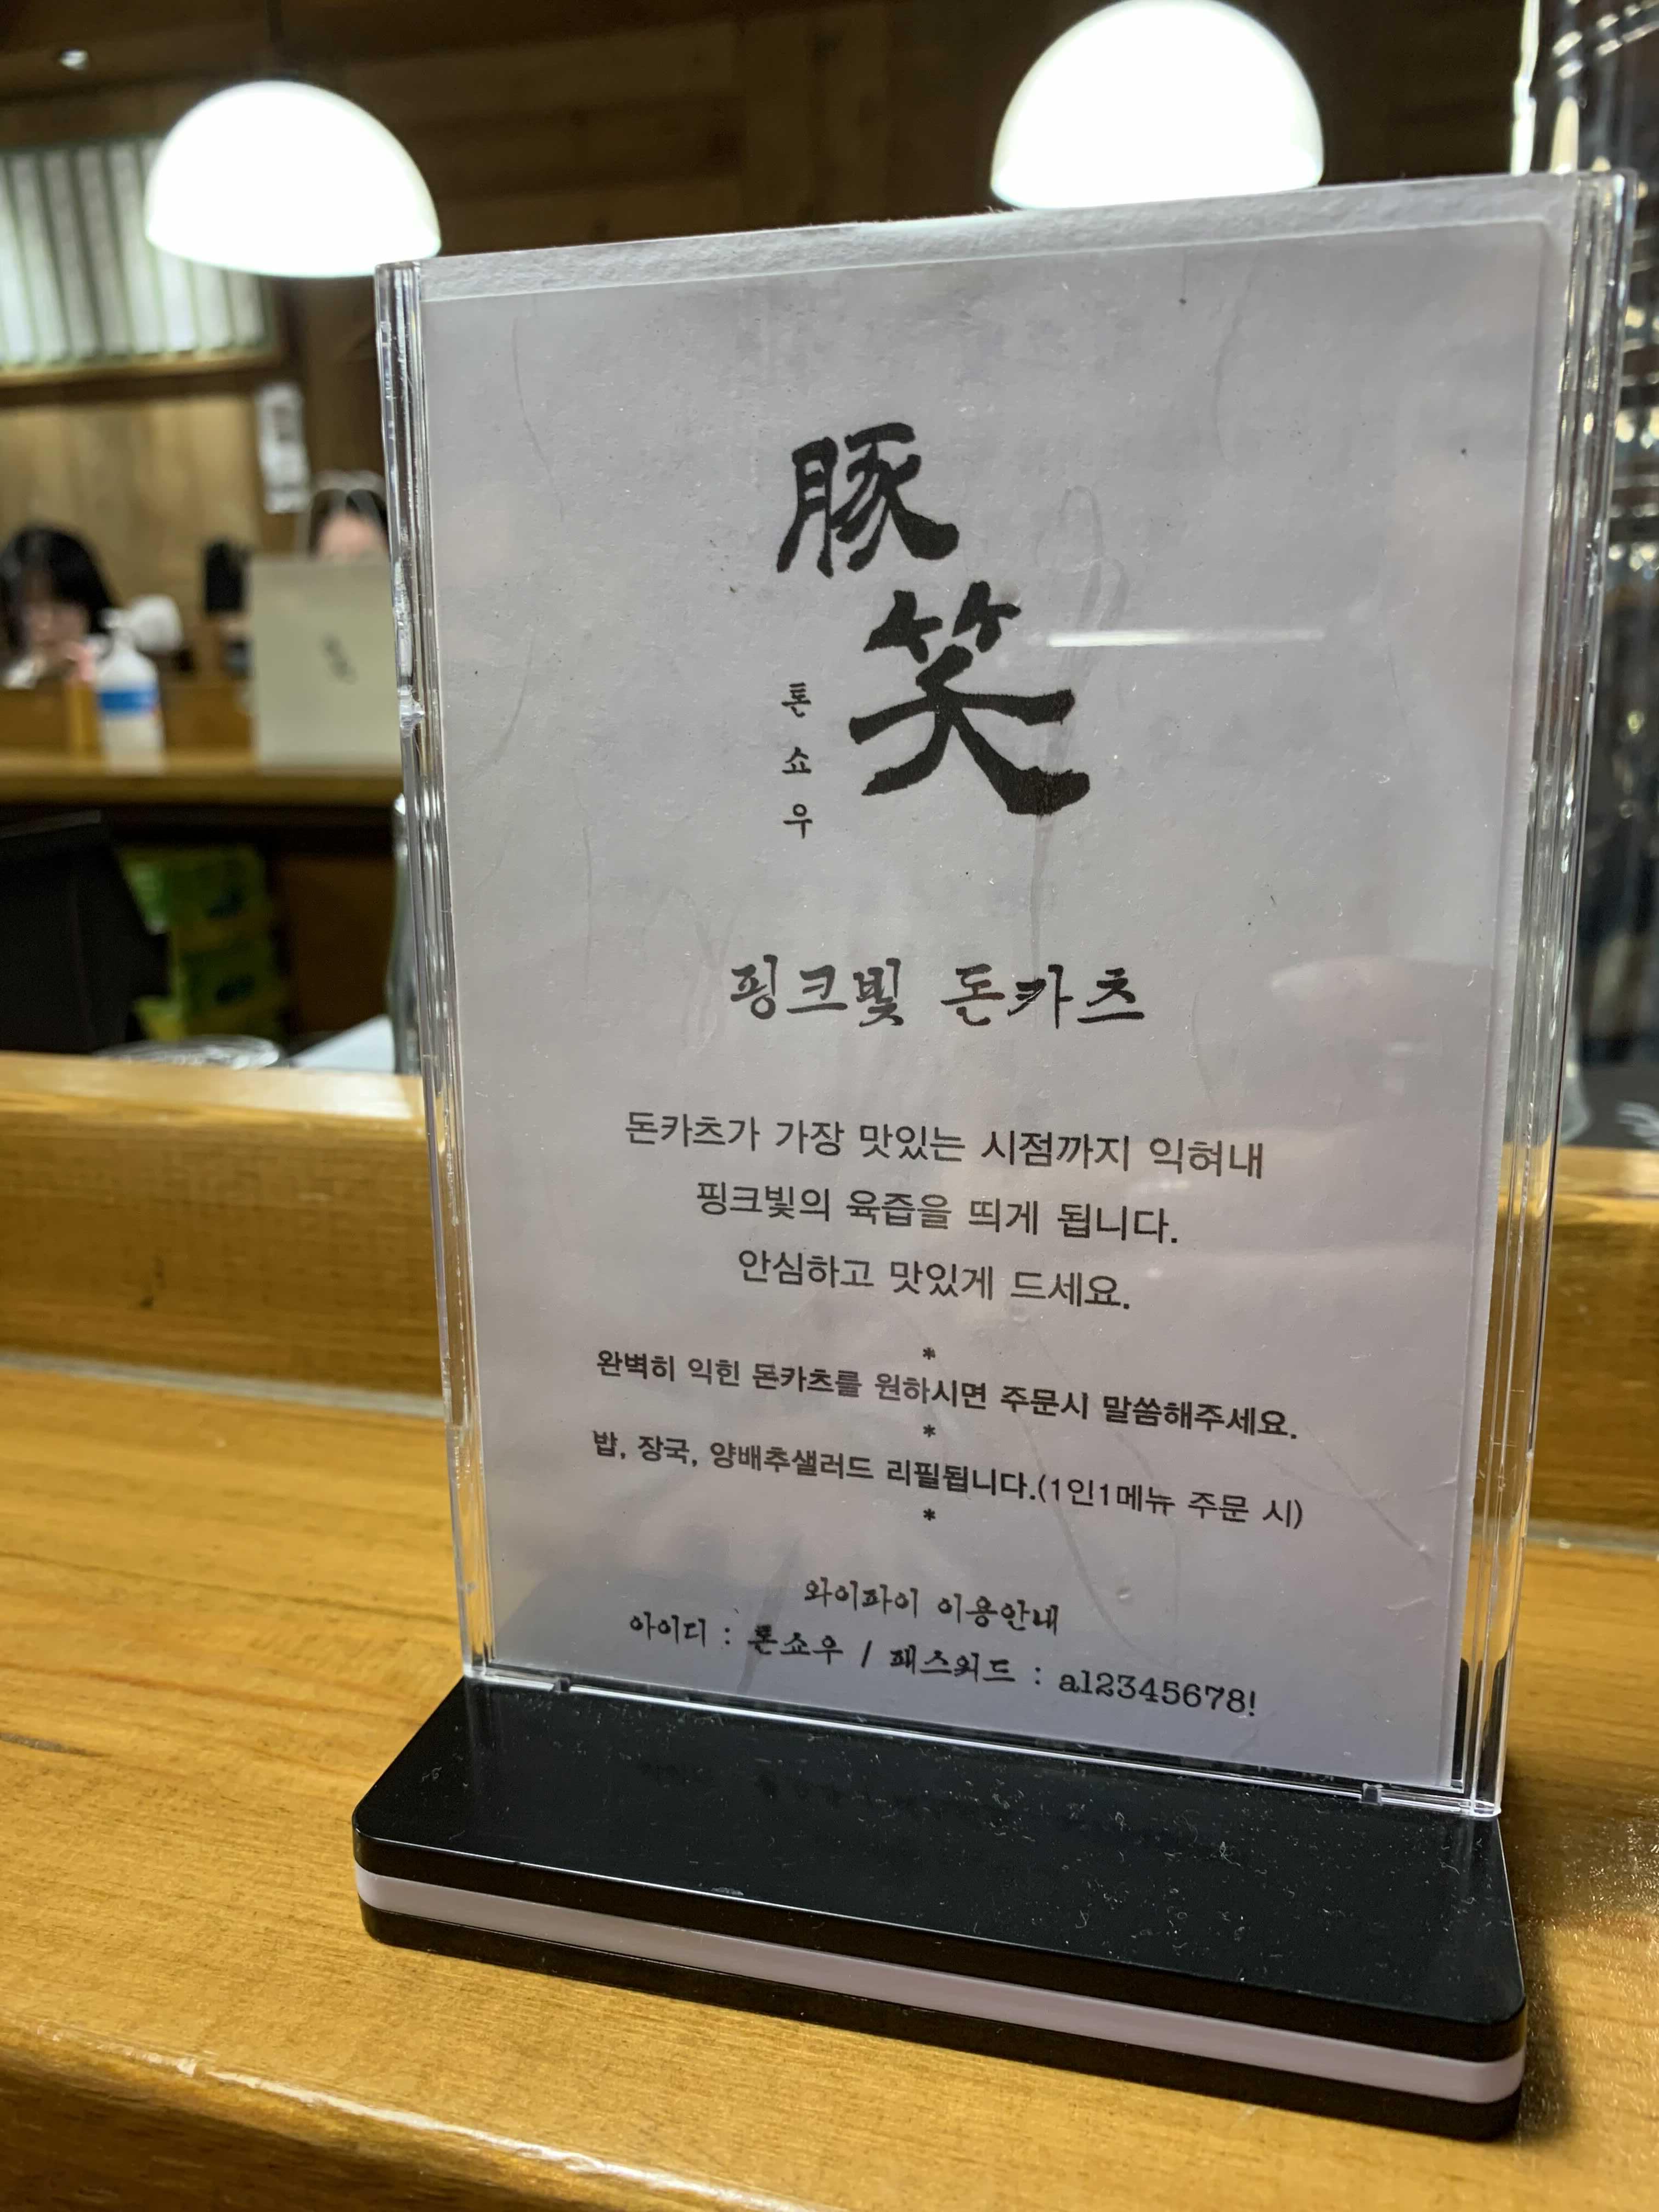 豚
笑
톤
쇼
우
핑크빛 돈카츠
돈카츠가 가장 맛있는 시점까지 익혀내
핑크빛의 육즙을 띄게 됩니다.
안심하고 맛있게 드세요.
*
완벽히 익힌 돈카츠를 원하시면 주문시 말씀해주세요.
*
밥, 장국, 양배추샐러드 리필됩니다.(1인1메뉴 주문 시)
*
와이파이 이용안내
아이디 : 톤쇼우 / 패스워드 : a12345678!